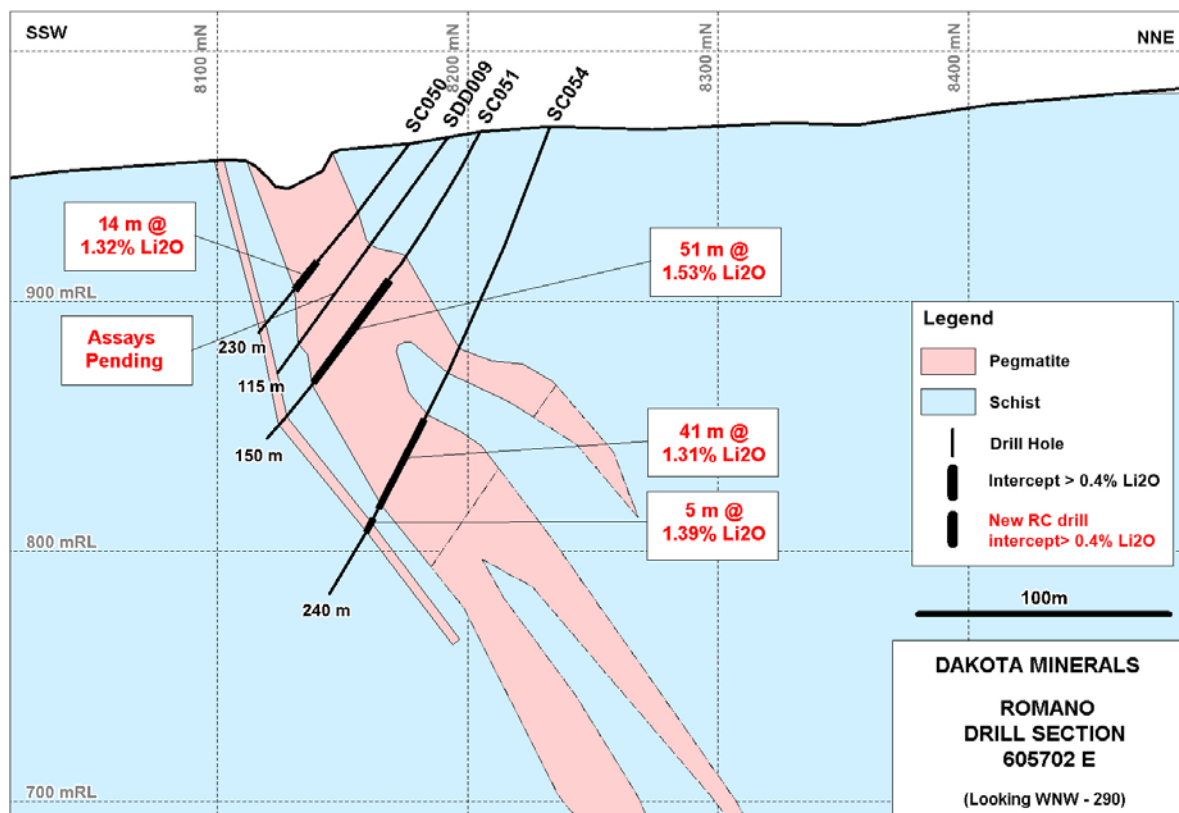 SSW
NNE
8100 mN
8200 mN
8300 mN
8400 mN
SC050
SDD009
SC051
SC054
14 m @
1.32% Li2O
51 m @
1.53% Li2O
900 mRL
Assays
Pending
230 m
115 m
150 m
41 m @
1.31% Li2O
5 m @
1.39% Li2O
800 mRL
240 m
700 mRL
Legend
Pegmatite
Schist
Drill Hole
Intercept > 0.4% Li2O
New RC drill
intercept> 0.4% Li2O
100m
DAKOTA MINERALS
ROMANO
DRILL SECTION
605702 E
(Looking WNW - 290)